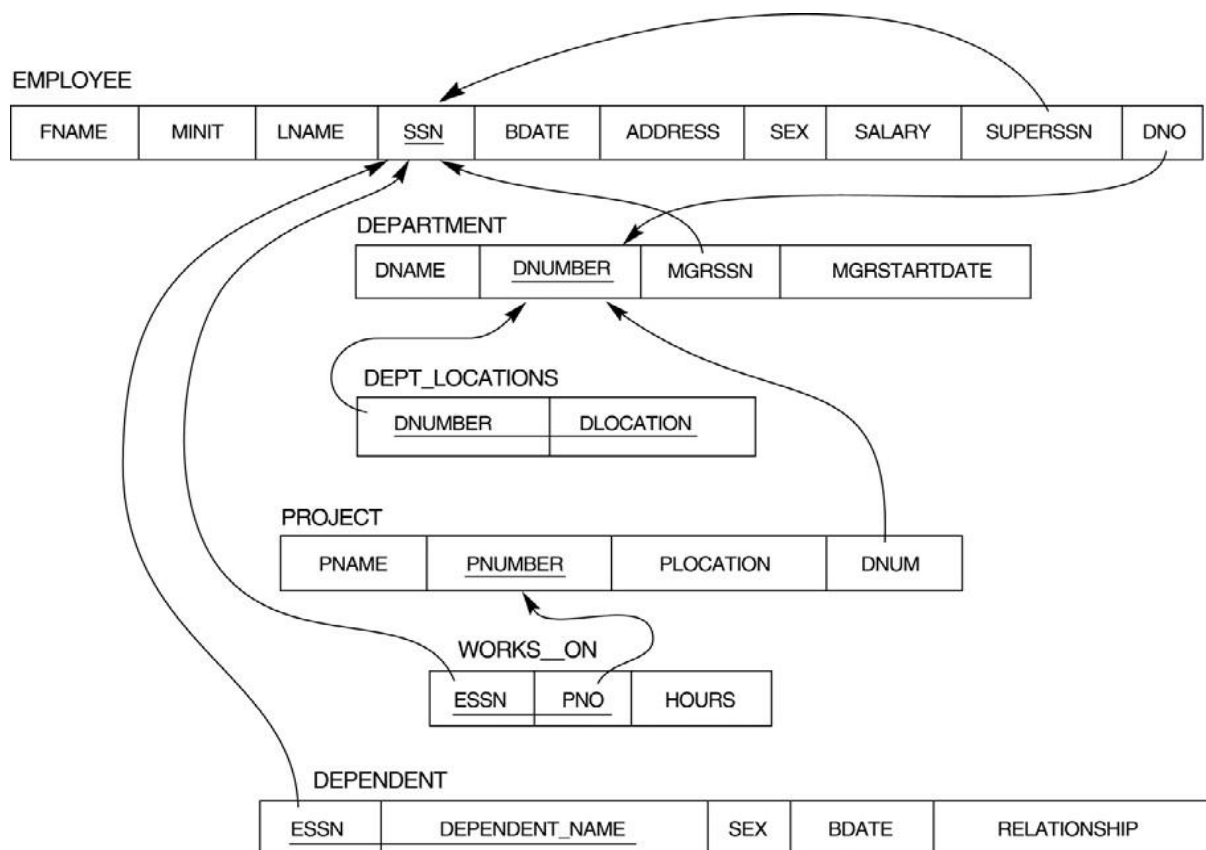 EMPLOYEE
FNAME MINIT LNAME SSN BDATE ADDRESS SEX SALARY SUPERSSN DNO
DEPARTMENT
DNAME DNUMBER MGRSSN MGRSTARTDATE
DEPT_LOCATIONS
DNUMBER DLOCATION
PROJECT
PNAME PNUMBER PLOCATION DNUM
WORKS__ON
ESSN PNO HOURS
DEPENDENT
ESSN DEPENDENT_NAME SEX BDATE RELATIONSHIP